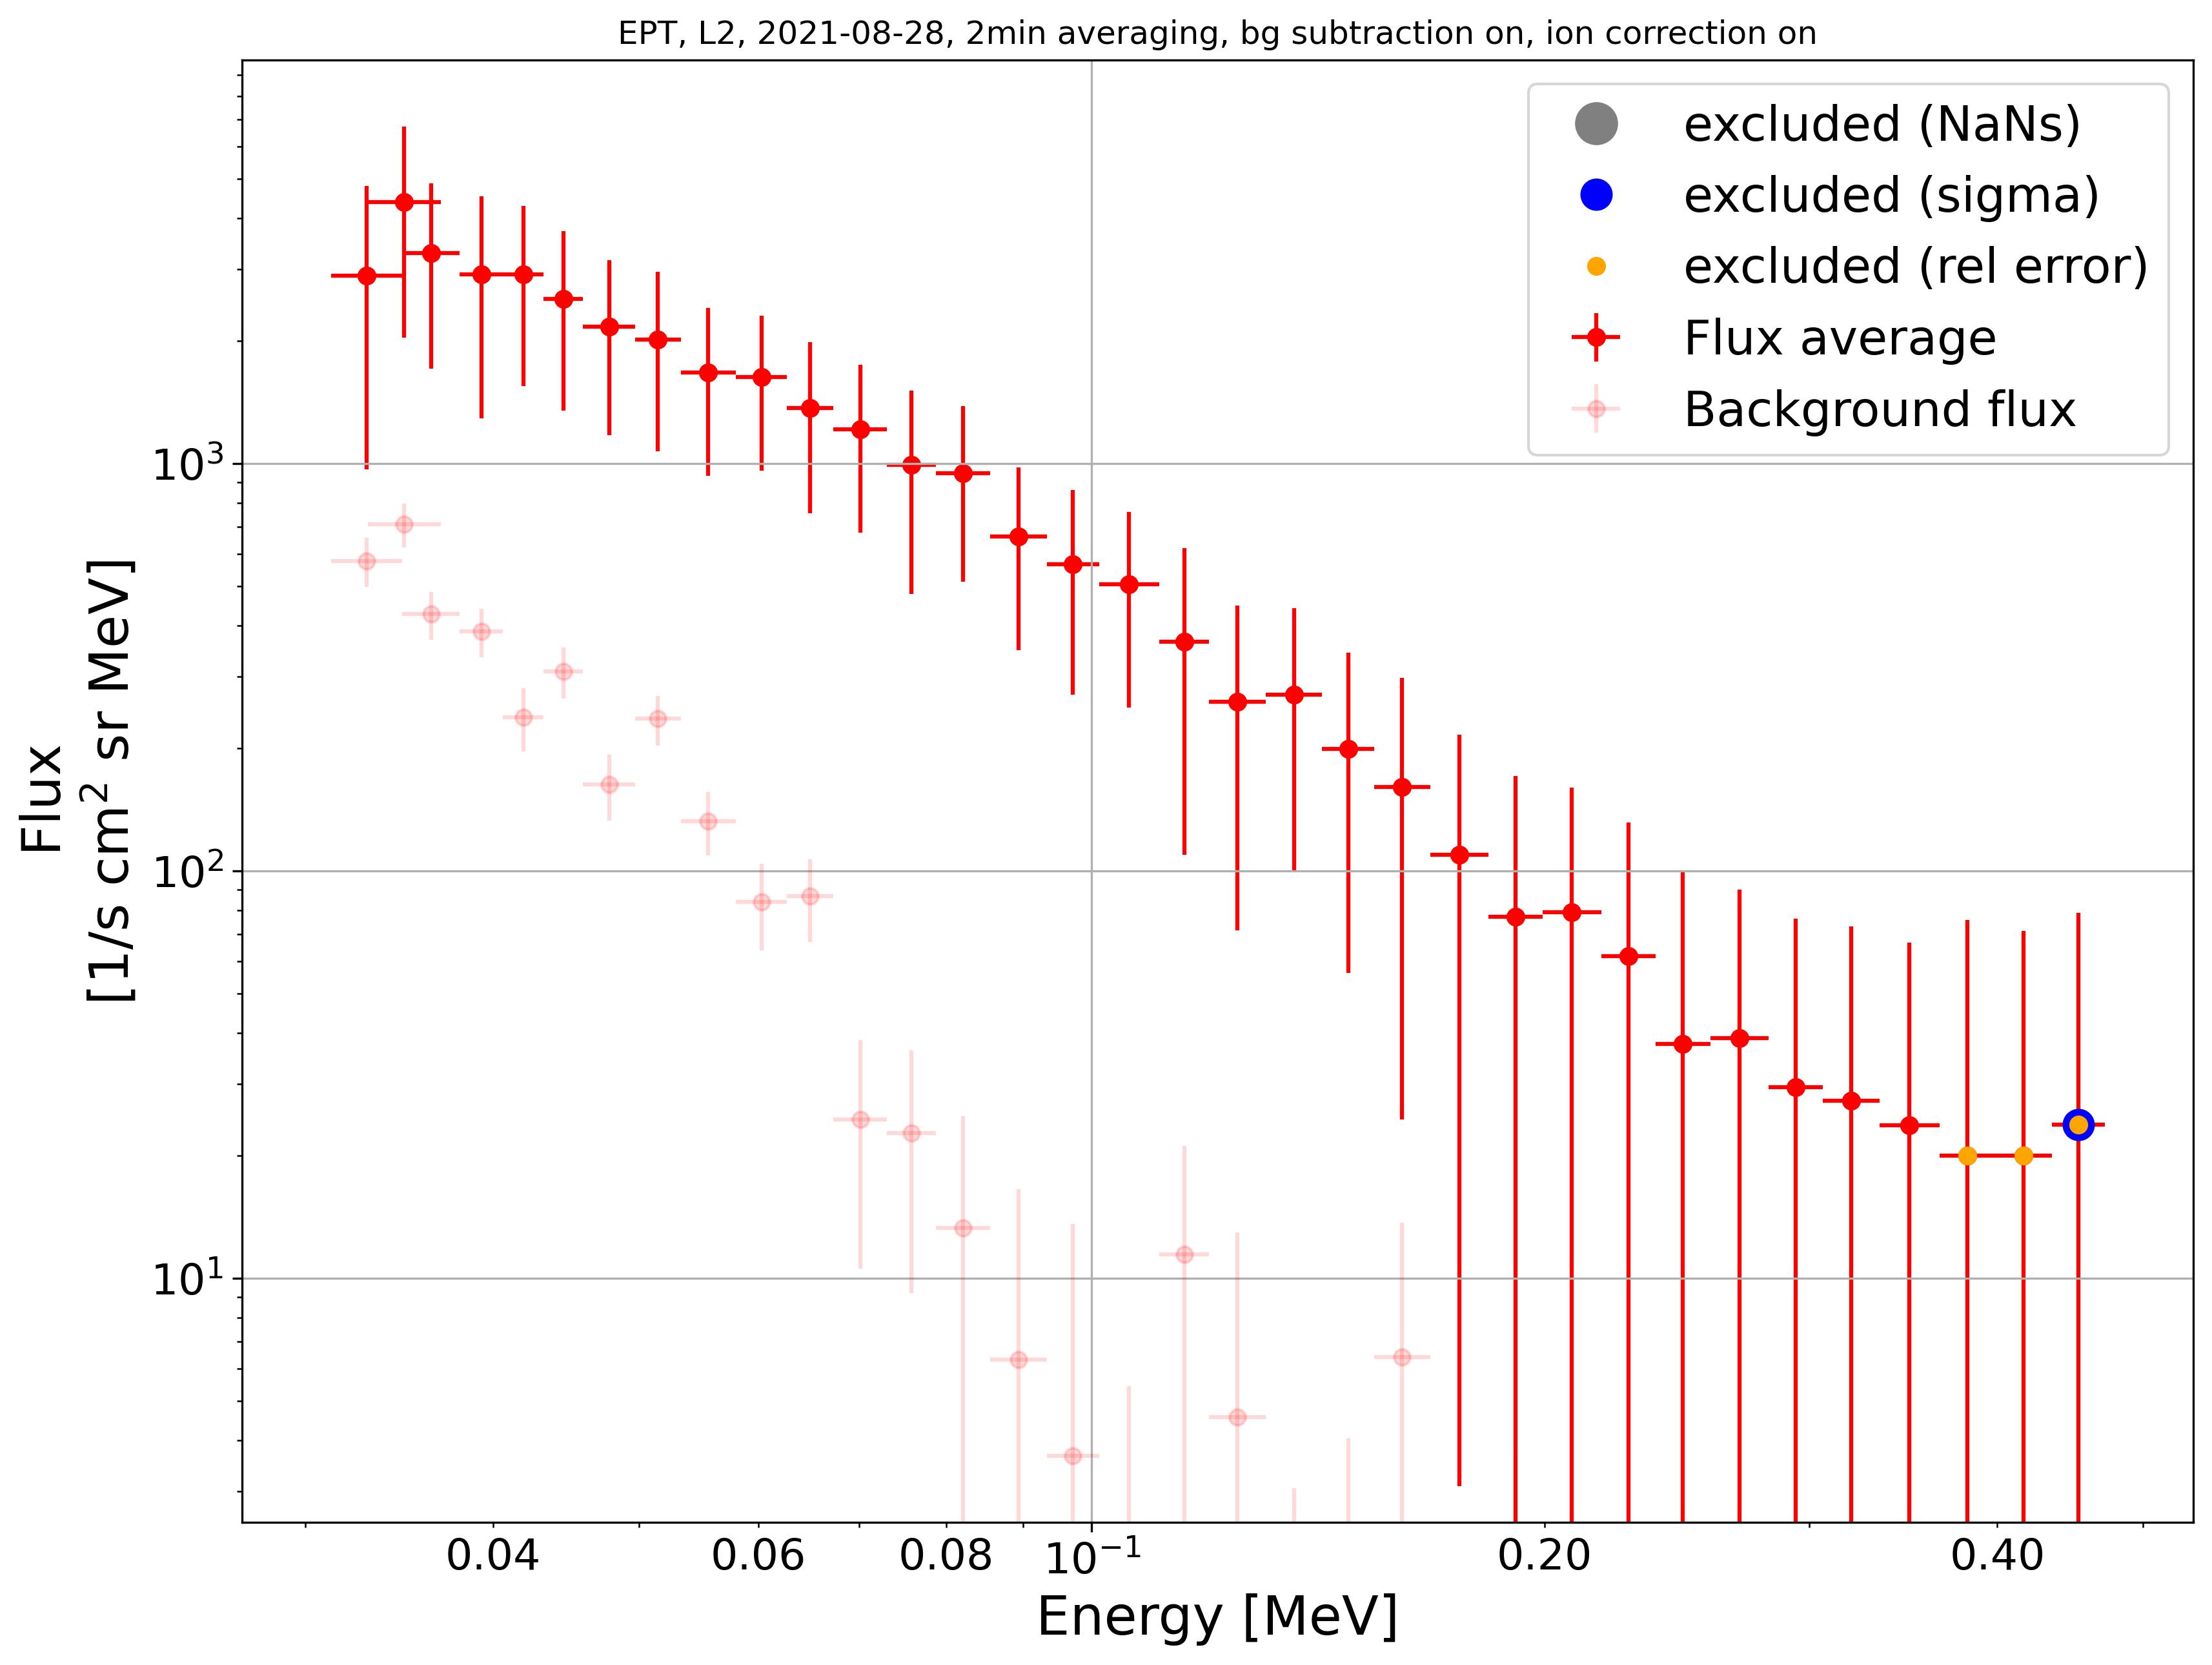 EPT, L2, 2021-08-28, 2min averaging, bg subtraction on, ion correction on
excluded (NaNs)
excluded (sigma)
excluded (rel error)
Flux average
Background flux
Flux
[1/s cm² sr MeV]
10³
10²
10¹
0.04
0.06
0.08
10⁻¹
0.20
0.40
Energy [MeV]